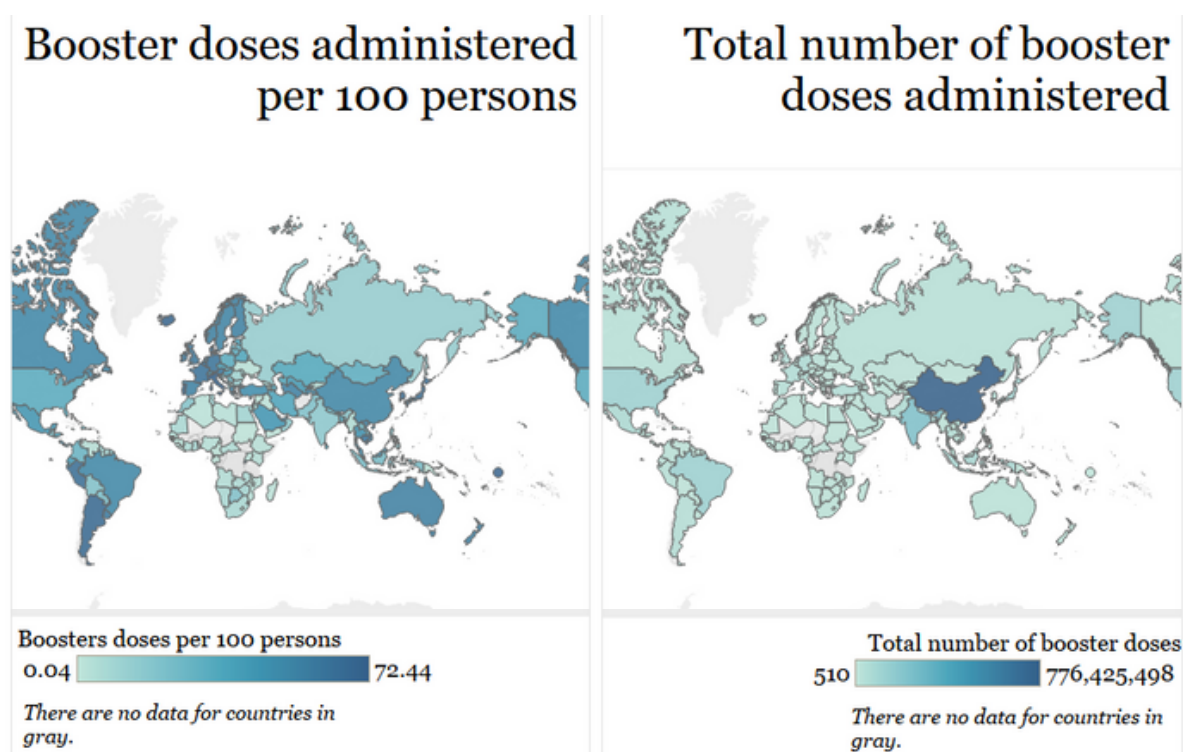 Booster doses administered
per 100 persons
Boosters doses per 100 persons
0.04 72.44
There are no data for countries in
gray.
Total number of booster
doses administered
Total number of booster doses
510 776,425,498
There are no data for countries in
gray.